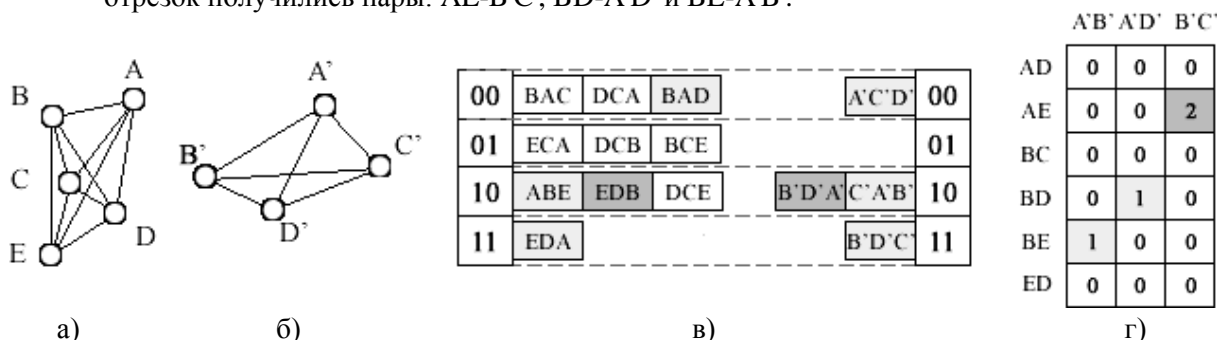 отрезок получились пары: AE-B'C', BD-A'D' и BE-A'B'.
A
B
C
D
E
A'
B'
C'
D'
00 BAC DCA BAD A'C'D' 00
01 ECA DCB BCE 01
10 ABE EDB DCE B'D'A' C'A'B' 10
11 EDA B'D'C' 11
A'B' A'D' B'C'
AD 0 0 0
AE 0 0 2
BC 0 0 0
BD 0 1 0
BE 1 0 0
ED 0 0 0
а) б) в) г)